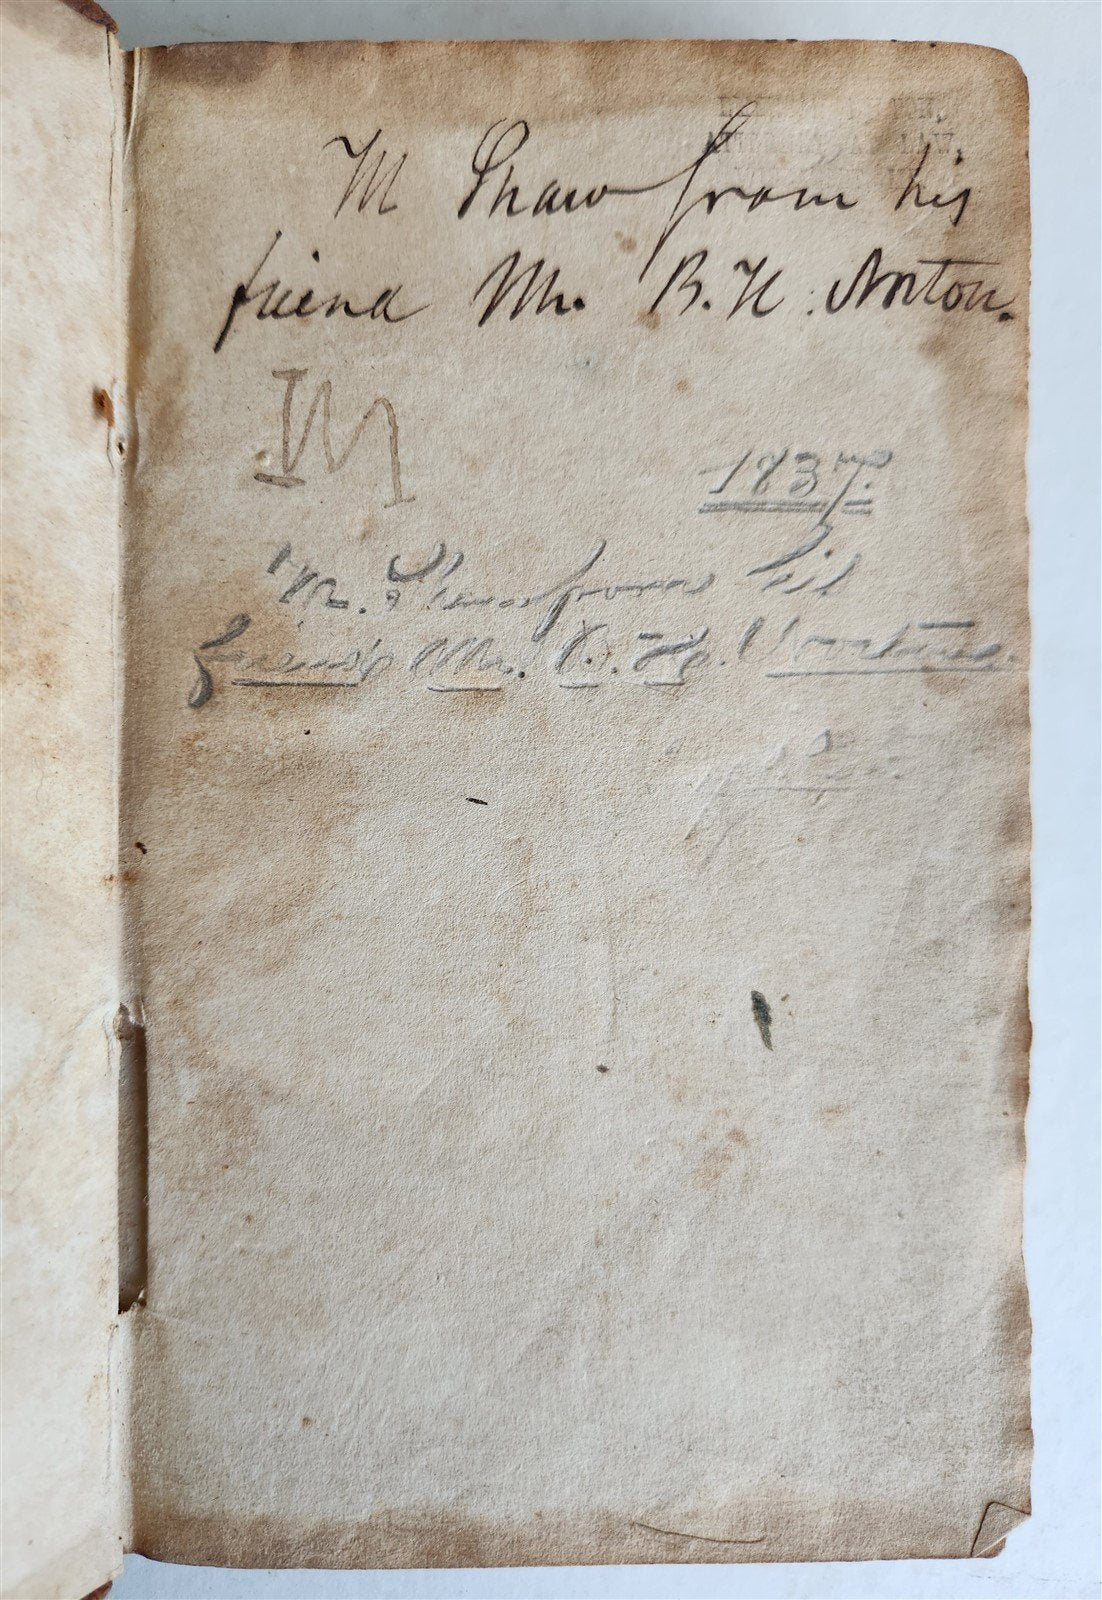 M Shaw from his
friend Mr. B. H. Norton.
M
1837.
Mr. Shaw from his
friend Mr. B. H. Norton.